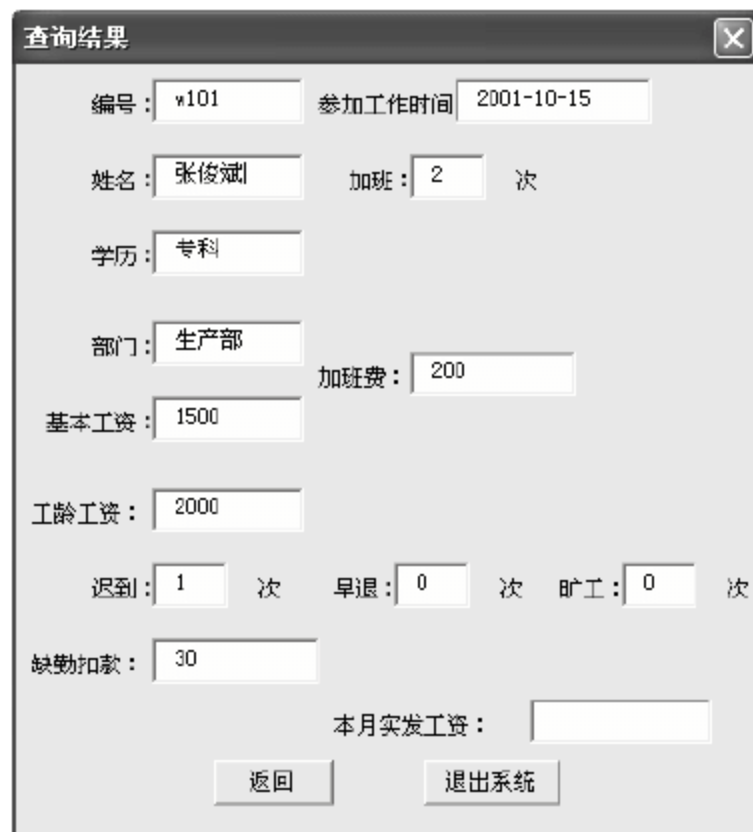 查询结果
编号： w101 参加工作时间 2001-10-15
姓名： 张俊斌 加班： 2 次
学历： 专科
部门： 生产部
加班费： 200
基本工资： 1500
工龄工资： 2000
迟到： 1 次 早退： 0 次 旷工： 0 次
缺勤扣款： 30
本月实发工资：
返回 退出系统